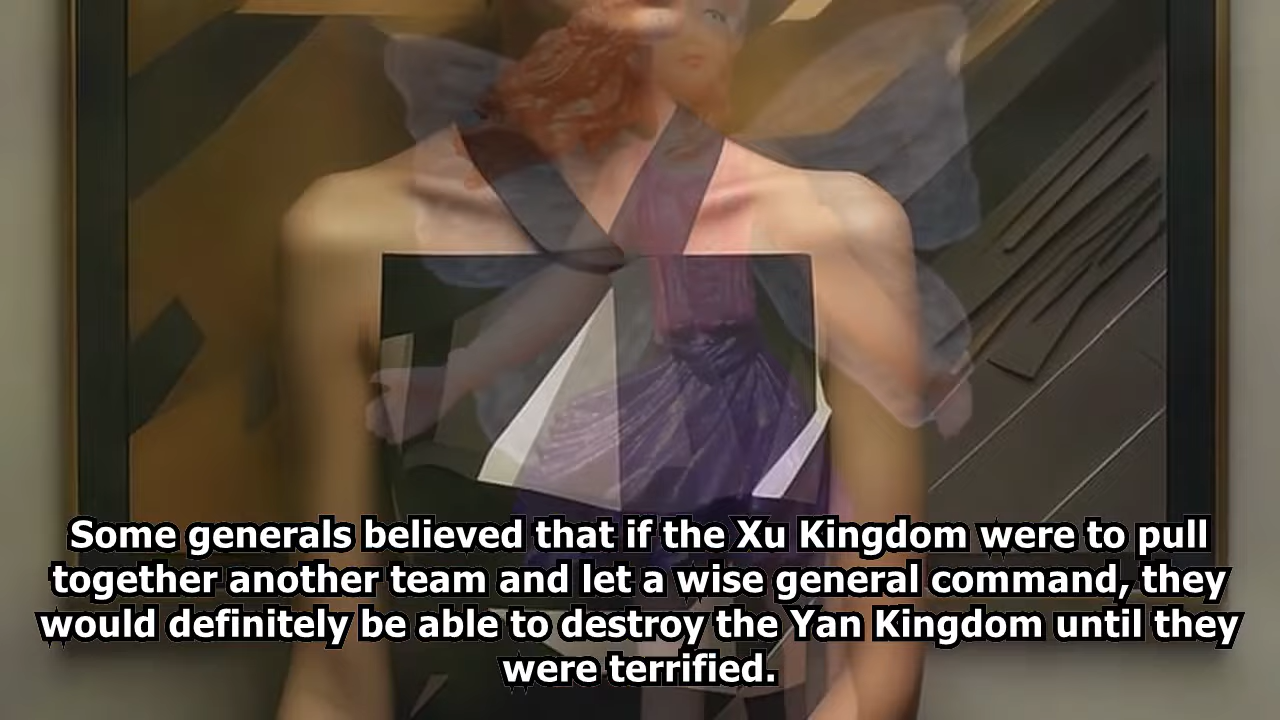 Some generals believed that if the Xu Kingdom were to pull
together another team and let a wise general command, they
would definitely be able to destroy the Yan Kingdom until they
were terrified.